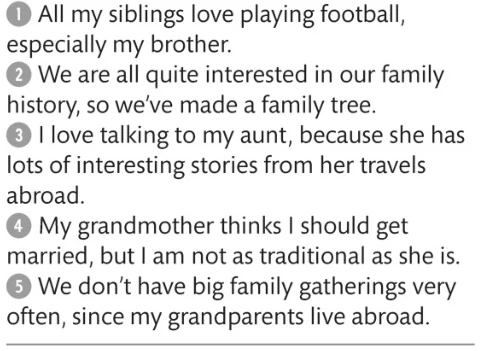 1 All my siblings love playing football,
especially my brother.
2 We are all quite interested in our family
history, so we’ve made a family tree.
3 I love talking to my aunt, because she has
lots of interesting stories from her travels
abroad.
4 My grandmother thinks I should get
married, but I am not as traditional as she is.
5 We don’t have big family gatherings very
often, since my grandparents live abroad.